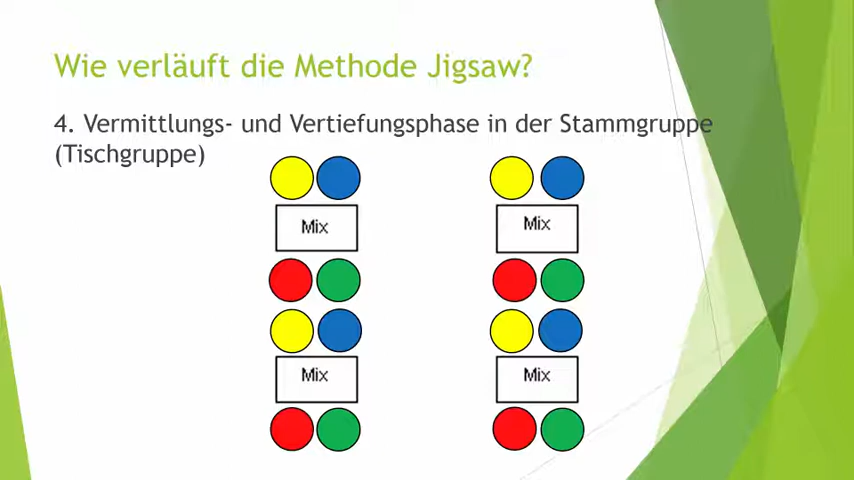 Wie verläuft die Methode Jigsaw?
4. Vermittlungs- und Vertiefungsphase in der Stammgruppe
(Tischgruppe)
Mix
Mix
Mix
Mix